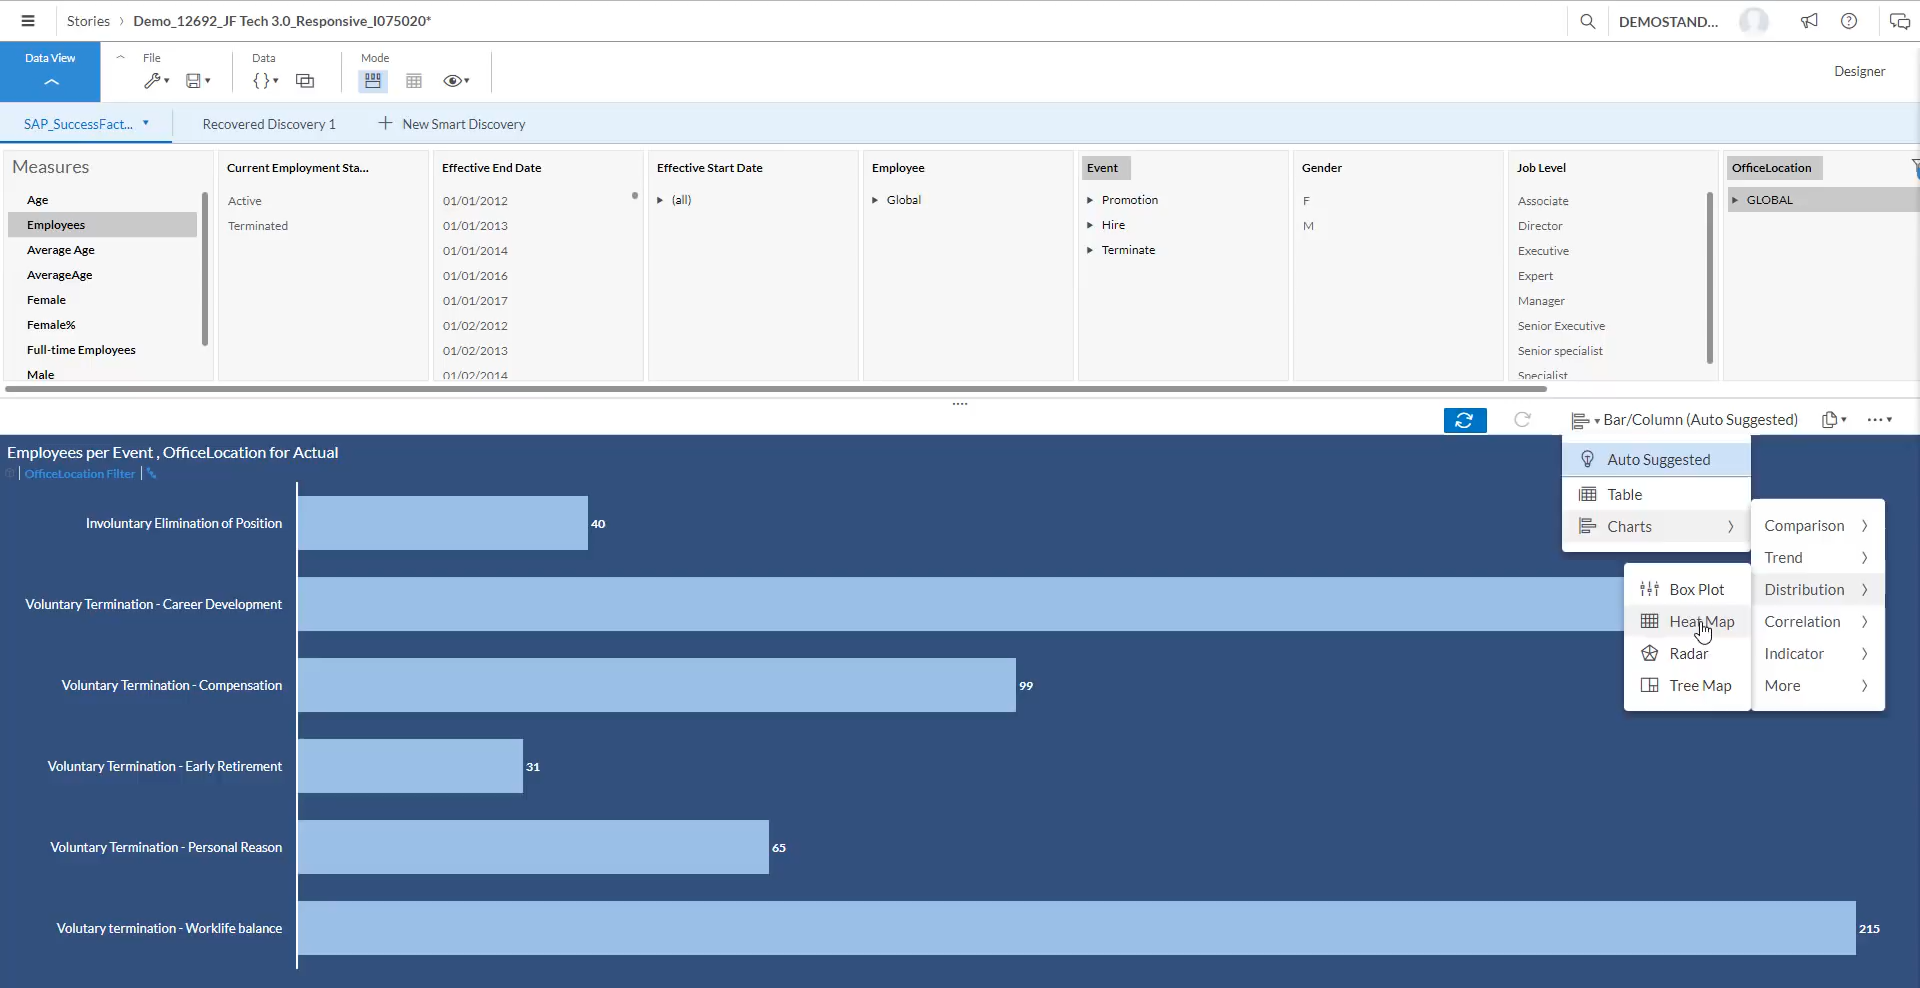 Stories › Demo_12692_JF Tech 3.0_Responsive_I075020*
DEMOSTAND...
Data View
File
Data
Mode
Designer
SAP_SuccessFact...
Recovered Discovery 1
+ New Smart Discovery
Measures
Age
Employees
Average Age
AverageAge
Female
Female%
Full-time Employees
Male
Current Employment Sta...
Active
Terminated
Effective End Date
01/01/2012
01/01/2013
01/01/2014
01/01/2016
01/01/2017
01/02/2012
01/02/2013
01/02/2014
Effective Start Date
(all)
Employee
Global
Event
Promotion
Hire
Terminate
Gender
F
M
Job Level
Associate
Director
Executive
Expert
Manager
Senior Executive
Senior specialist
Specialist
OfficeLocation
GLOBAL
Bar/Column (Auto Suggested)
Employees per Event , OfficeLocation for Actual
OfficeLocation Filter
Involuntary Elimination of Position 40
Voluntary Termination - Career Development
Voluntary Termination - Compensation 99
Voluntary Termination - Early Retirement 31
Voluntary Termination - Personal Reason 65
Volutary termination - Worklife balance 215
Auto Suggested
Table
Charts
Comparison
Trend
Distribution
Correlation
Indicator
More
Box Plot
Heat Map
Radar
Tree Map